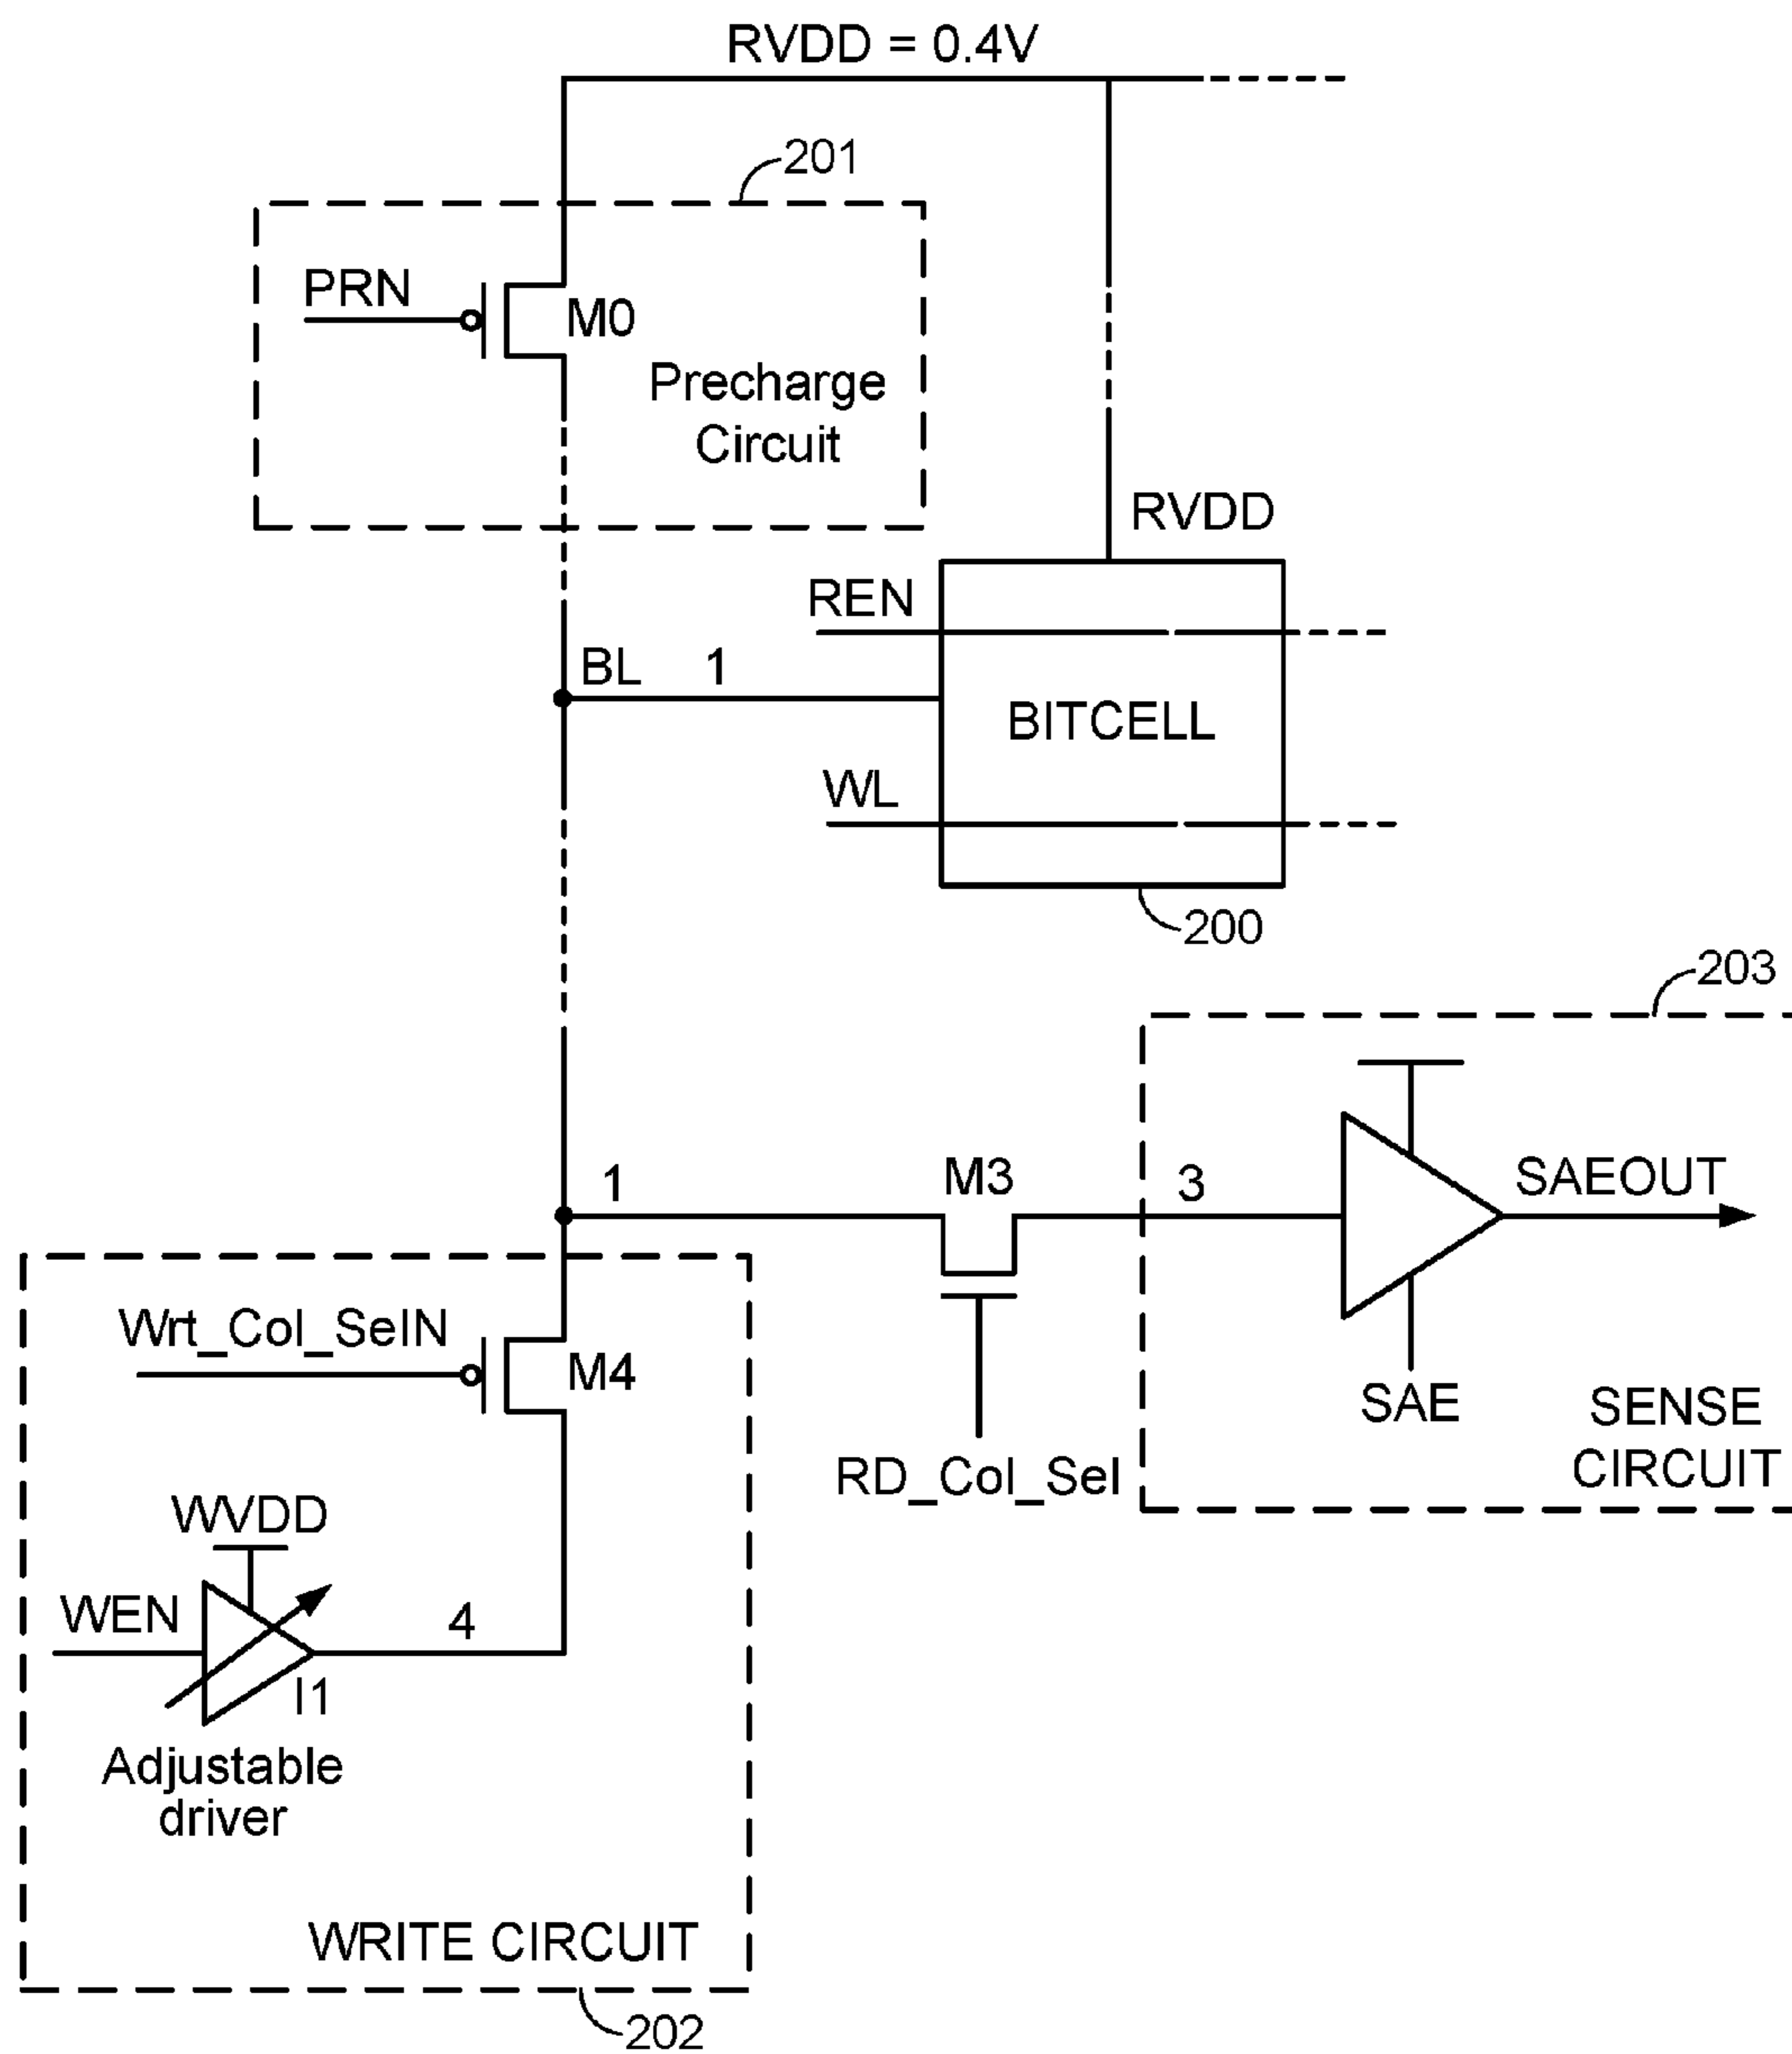 RVDD = 0.4V
201
PRN
M0
Precharge
Circuit
RVDD
REN
BL 1
BITCELL
WL
200
203
1
M3
3
SAEOUT
Wrt_Col_SelN
M4
SAE
SENSE
CIRCUIT
RD_Col_Sel
WVDD
WEN
4
I1
Adjustable
driver
WRITE CIRCUIT
202